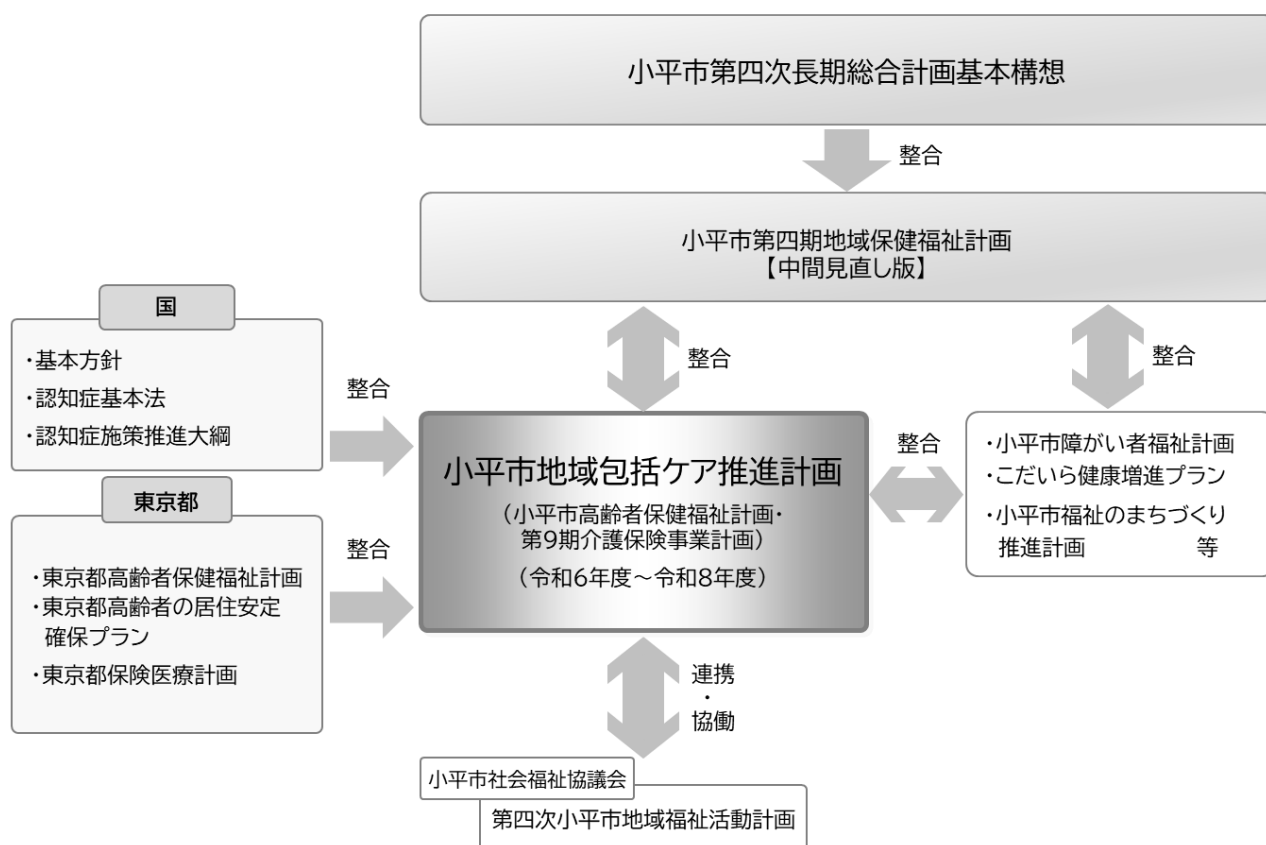 小平市第四次長期総合計画基本構想
整合
小平市第四期地域保健福祉計画
【中間見直し版】
国
・基本方針
・認知症基本法
・認知症施策推進大綱
整合
東京都
・東京都高齢者保健福祉計画
・東京都高齢者の居住安定
確保プラン
・東京都保険医療計画
整合
整合
整合
小平市地域包括ケア推進計画
（小平市高齢者保健福祉計画・
第9期介護保険事業計画）
（令和6年度～令和8年度）
整合
・小平市障がい者福祉計画
・こだいら健康増進プラン
・小平市福祉のまちづくり
推進計画 等
連携
・
協働
小平市社会福祉協議会
第四次小平市地域福祉活動計画